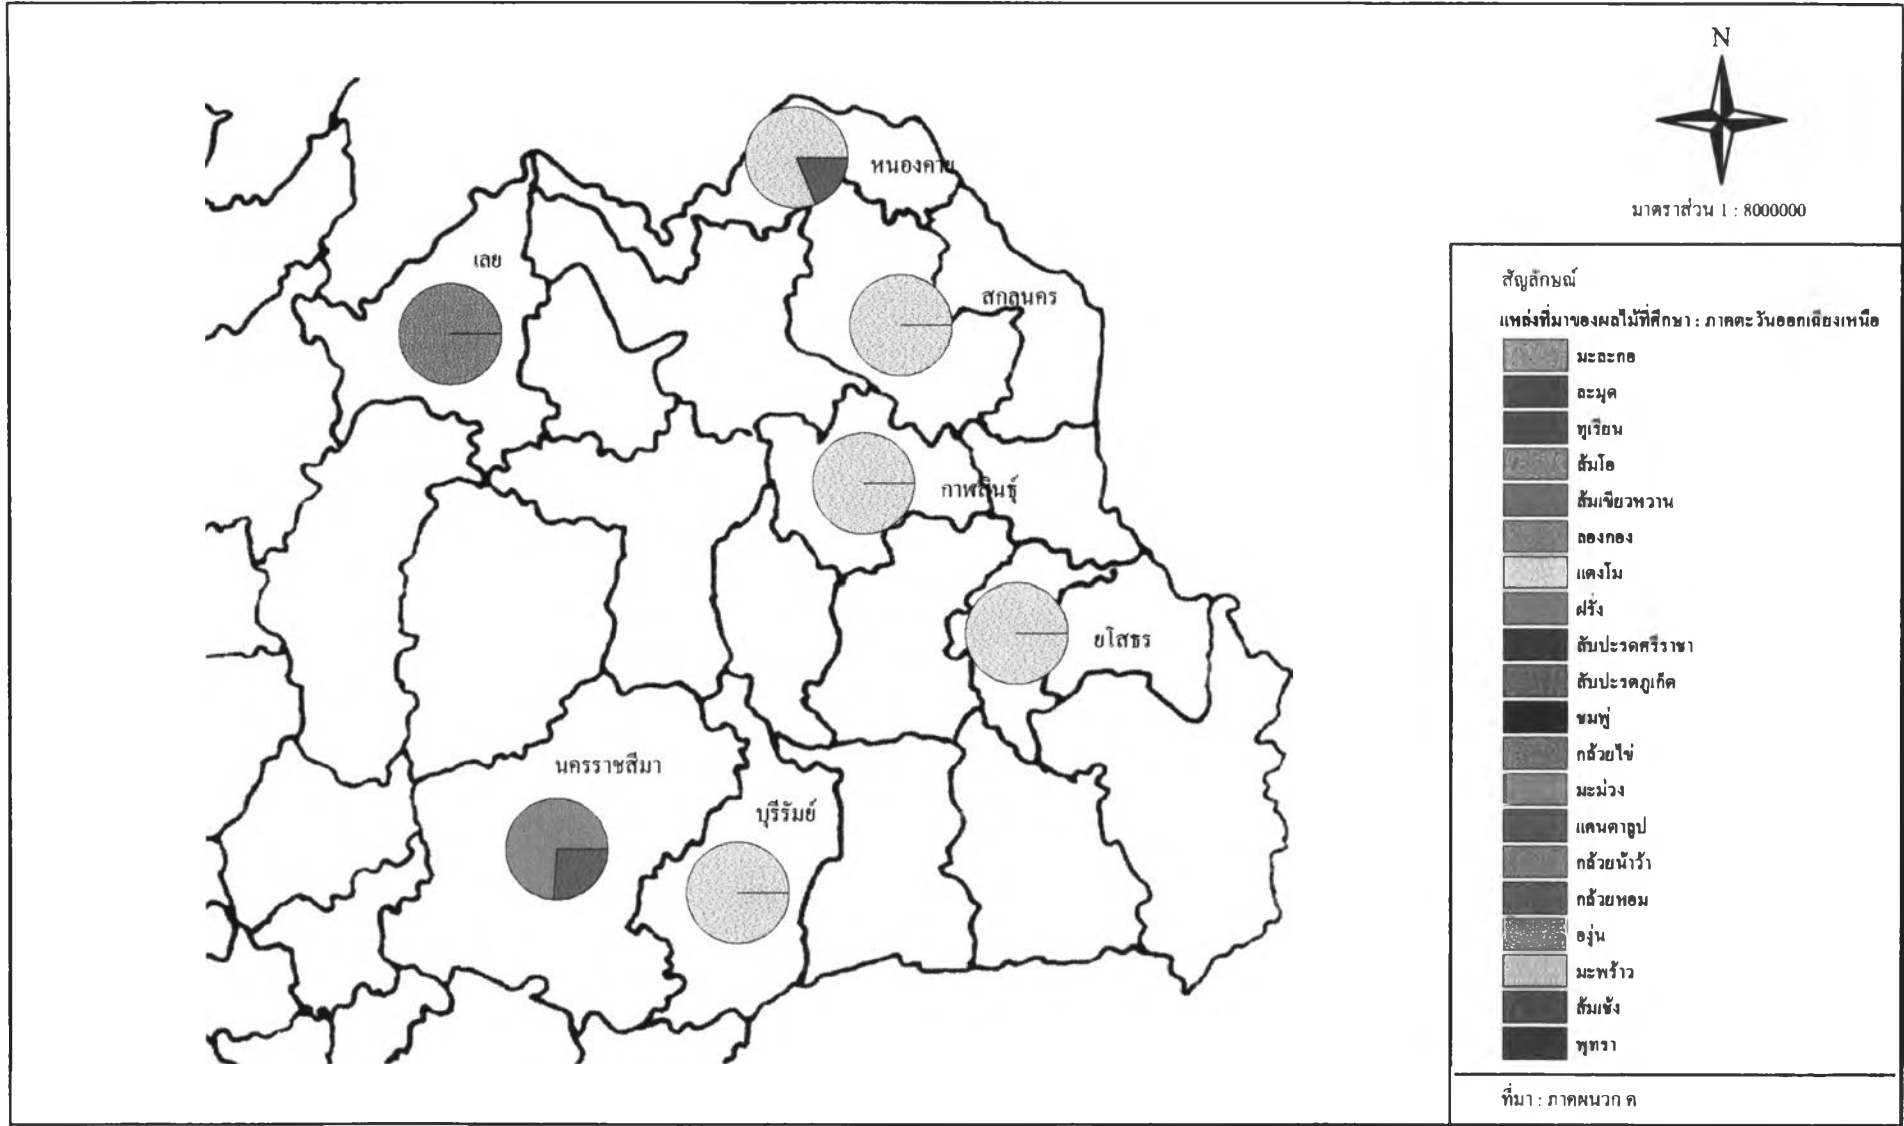 N
มาตราส่วน 1 : 8000000
หนองคาย
เลย
สกลนคร
กาฬสินธุ์
ยโสธร
นครราชสีมา
บุรีรัมย์
สัญลักษณ์
แหล่งที่มาของผลไม้ที่ศึกษา : ภาคตะวันออกเฉียงเหนือ
มะละกอ
ละมุด
ทุเรียน
ส้มโอ
ส้มเขียวหวาน
ลองกอง
แตงโม
ฝรั่ง
สับปะรดศรีราชา
สับปะรดภูเก็ต
ชมพู่
กล้วยไข่
มะม่วง
แคนตาลูป
กล้วยน้ำว้า
กล้วยหอม
องุ่น
มะพร้าว
ส้มเช้ง
พุทรา
ที่มา : ภาคผนวก ค